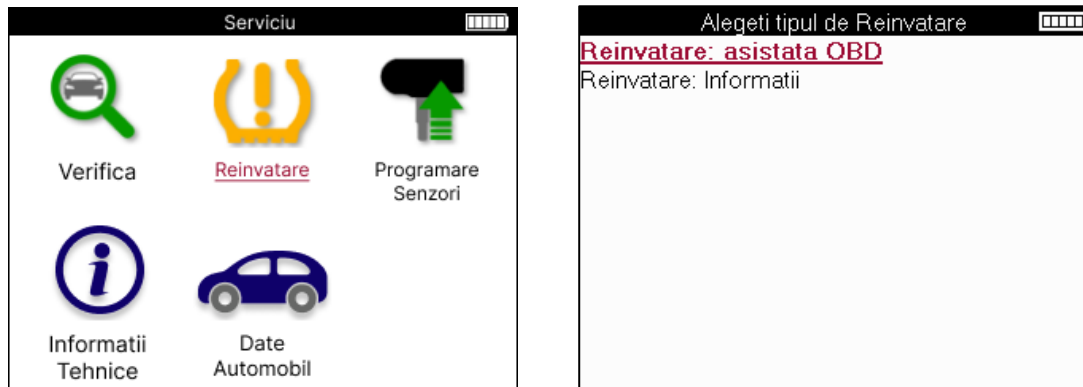 Serviciu
Verifica
Reinvatare
Programare
Senzori
Informatii
Tehnice
Date
Automobil
Alegeti tipul de Reinvatare
Reinvatare: asistata OBD
Reinvatare: Informatii